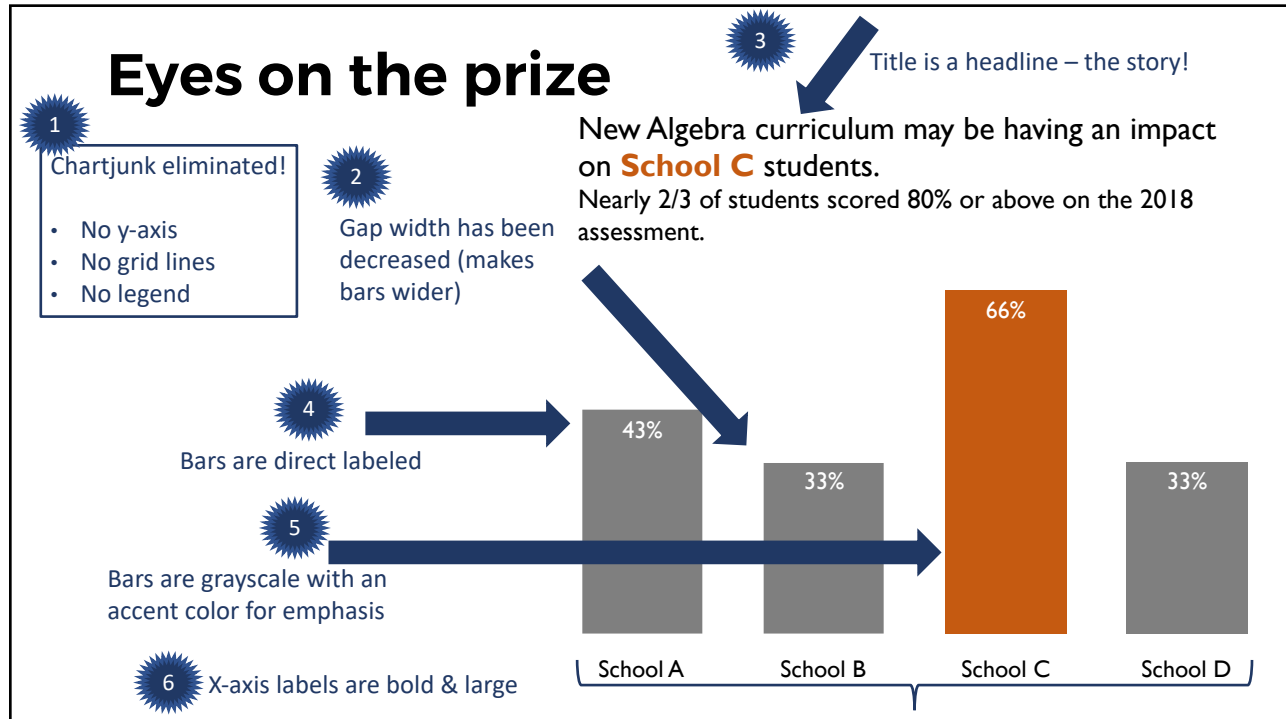 Eyes on the prize
1
Chartjunk eliminated!
• No y-axis
• No grid lines
• No legend
2
Gap width has been
decreased (makes
bars wider)
3
Title is a headline – the story!
New Algebra curriculum may be having an impact
on School C students.
Nearly 2/3 of students scored 80% or above on the 2018
assessment.
4
Bars are direct labeled
5
Bars are grayscale with an
accent color for emphasis
6
X-axis labels are bold & large
43%
33%
66%
33%
School A
School B
School C
School D